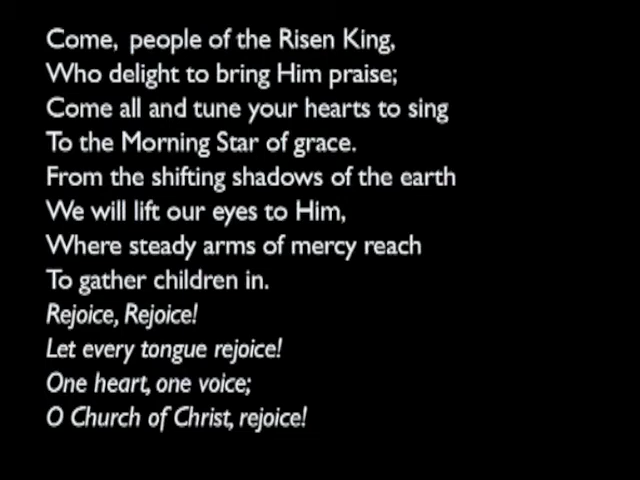 Come, people of the Risen King,
Who delight to bring Him praise;
Come all and tune your hearts to sing
To the Morning Star of grace.
From the shifting shadows of the earth
We will lift our eyes to Him,
Where steady arms of mercy reach
To gather children in.
Rejoice, Rejoice!
Let every tongue rejoice!
One heart, one voice;
O Church of Christ, rejoice!